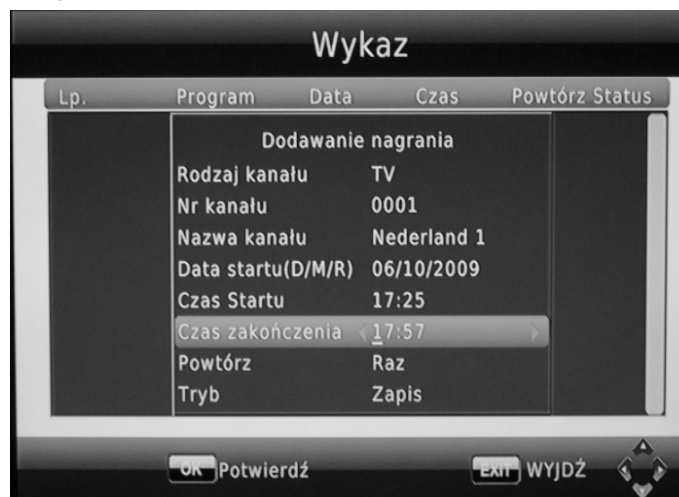 Wykaz
Lp. Program Data Czas Powtórz Status
Dodawanie nagrania
Rodzaj kanału TV
Nr kanału 0001
Nazwa kanału Nederland 1
Data startu(D/M/R) 06/10/2009
Czas Startu 17:25
Czas zakończenia 17:57
Powtórz Raz
Tryb Zapis
OK Potwierdź EXIT WYJDŹ